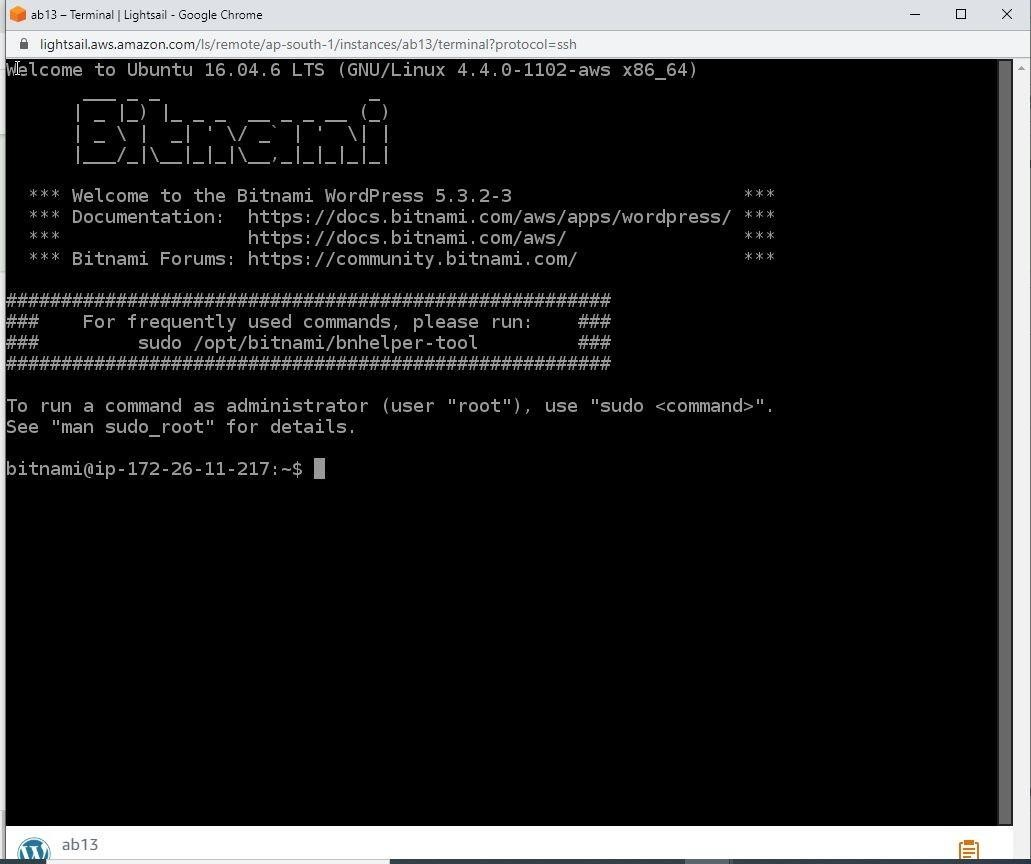 ab13 – Terminal | Lightsail - Google Chrome
lightsail.aws.amazon.com/ls/remote/ap-south-1/instances/ab13/terminal?protocol=ssh
Welcome to Ubuntu 16.04.6 LTS (GNU/Linux 4.4.0-1102-aws x86_64)
Bitnami
*** Welcome to the Bitnami WordPress 5.3.2-3 ***
*** Documentation: https://docs.bitnami.com/aws/apps/wordpress/ ***
*** https://docs.bitnami.com/aws/ ***
*** Bitnami Forums: https://community.bitnami.com/ ***
#######################################################
### For frequently used commands, please run: ###
### sudo /opt/bitnami/bnhelper-tool ###
#######################################################
To run a command as administrator (user "root"), use "sudo <command>".
See "man sudo_root" for details.
bitnami@ip-172-26-11-217:~$
ab13